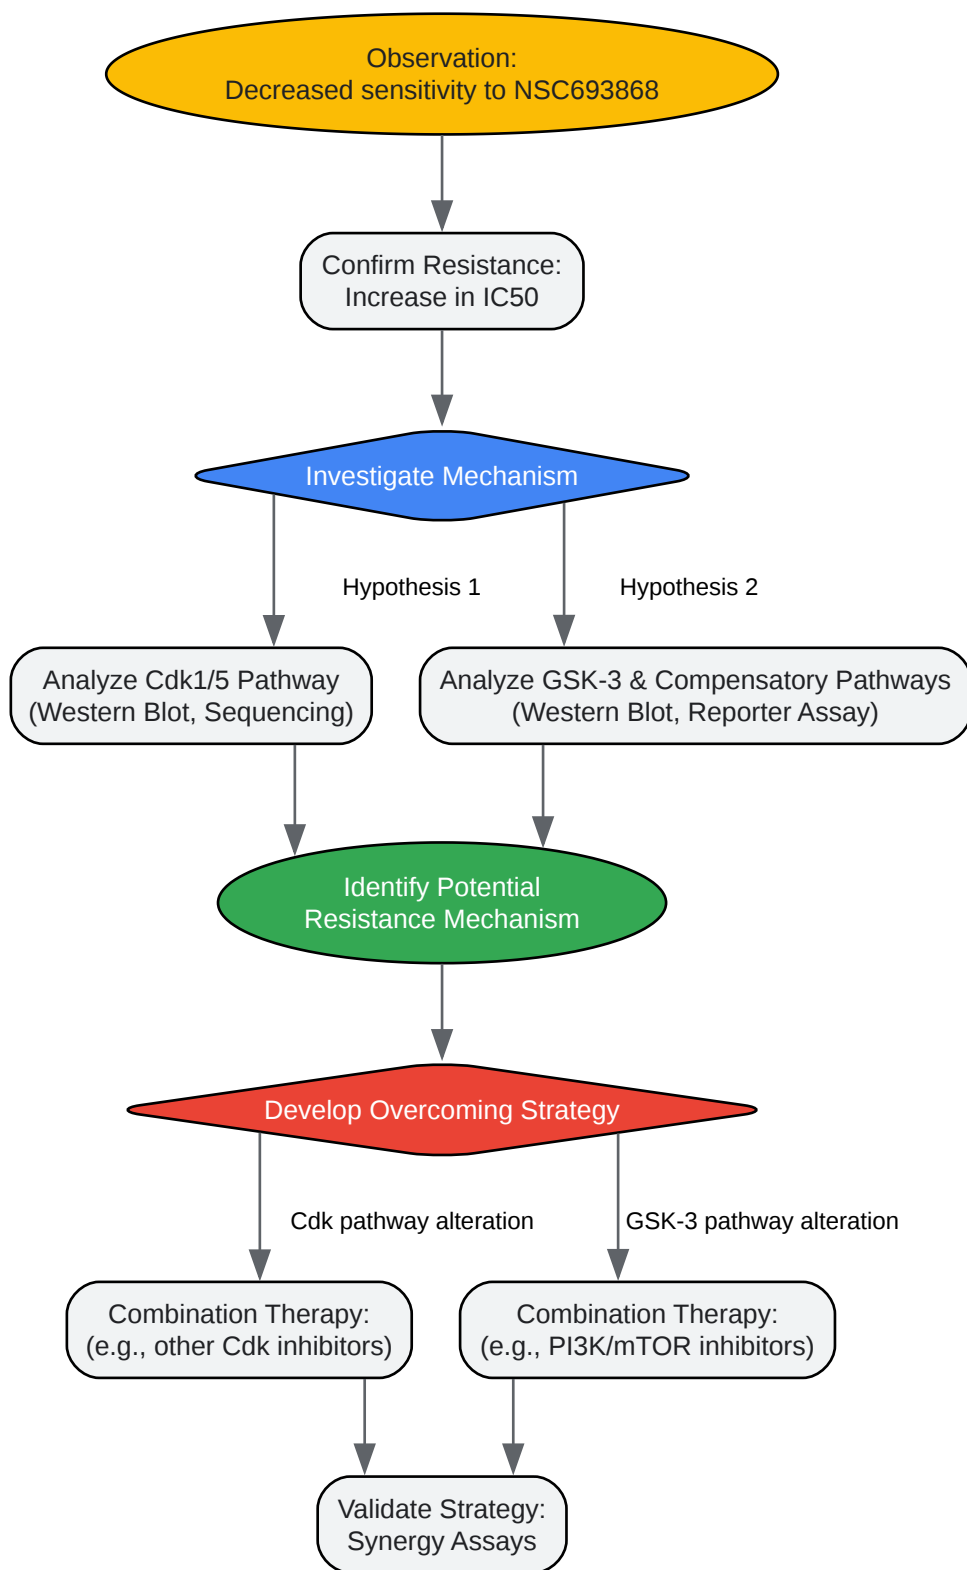 Observation:
Decreased sensitivity to NSC693868
Confirm Resistance:
Increase in IC50
Investigate Mechanism
Hypothesis 1
Hypothesis 2
Analyze Cdk1/5 Pathway
(Western Blot, Sequencing)
Analyze GSK-3 & Compensatory Pathways
(Western Blot, Reporter Assay)
Identify Potential
Resistance Mechanism
Develop Overcoming Strategy
Cdk pathway alteration
GSK-3 pathway alteration
Combination Therapy:
(e.g., other Cdk inhibitors)
Combination Therapy:
(e.g., PI3K/mTOR inhibitors)
Validate Strategy:
Synergy Assays